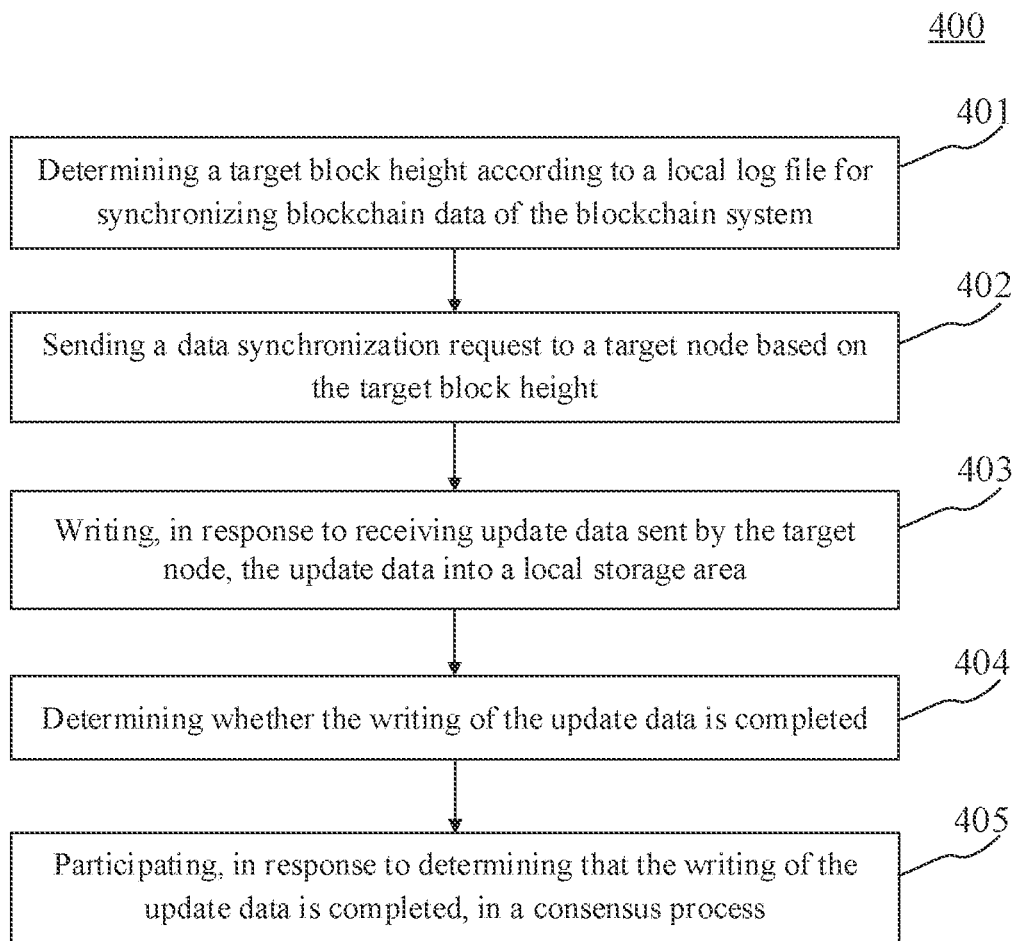 400
401
Determining a target block height according to a local log file for
synchronizing blockchain data of the blockchain system
402
Sending a data synchronization request to a target node based on
the target block height
403
Writing, in response to receiving update data sent by the target
node, the update data into a local storage area
404
Determining whether the writing of the update data is completed
405
Participating, in response to determining that the writing of the
update data is completed, in a consensus process